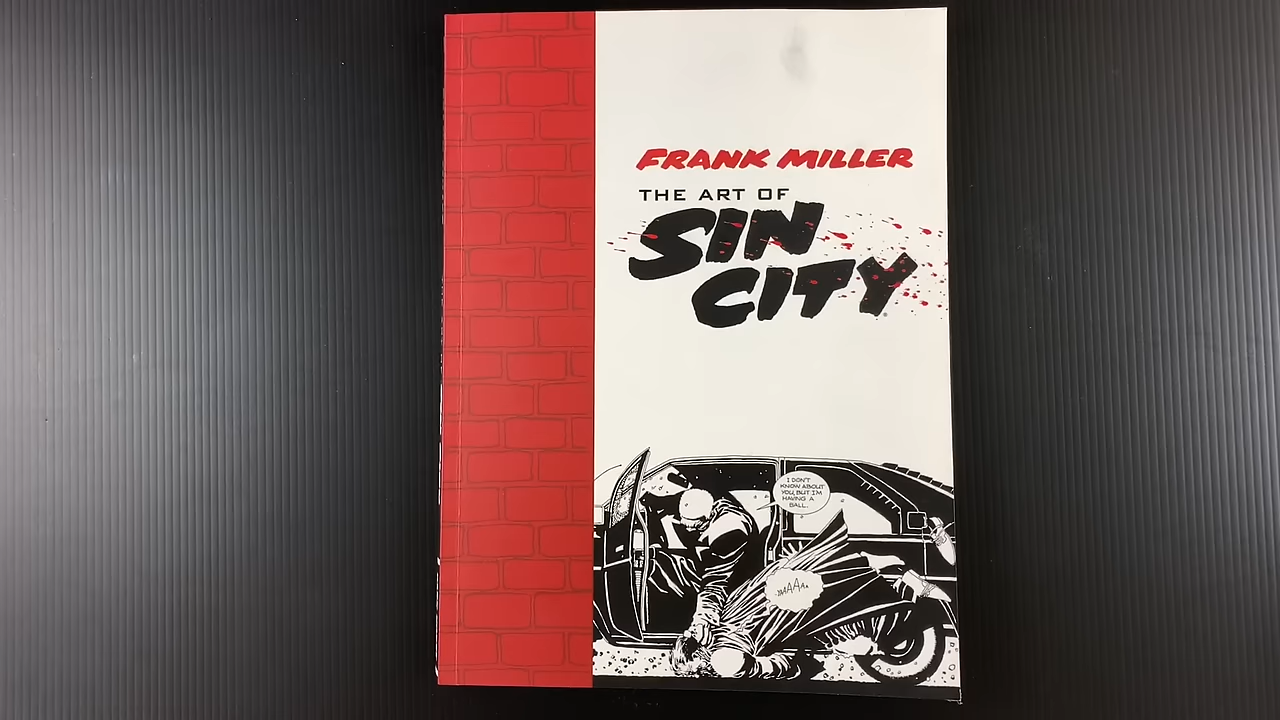 FRANK MILLER
THE ART OF
SIN
CITY
I DON'T
KNOW ABOUT
YOU, BUT I'M
HAVING A
BALL.